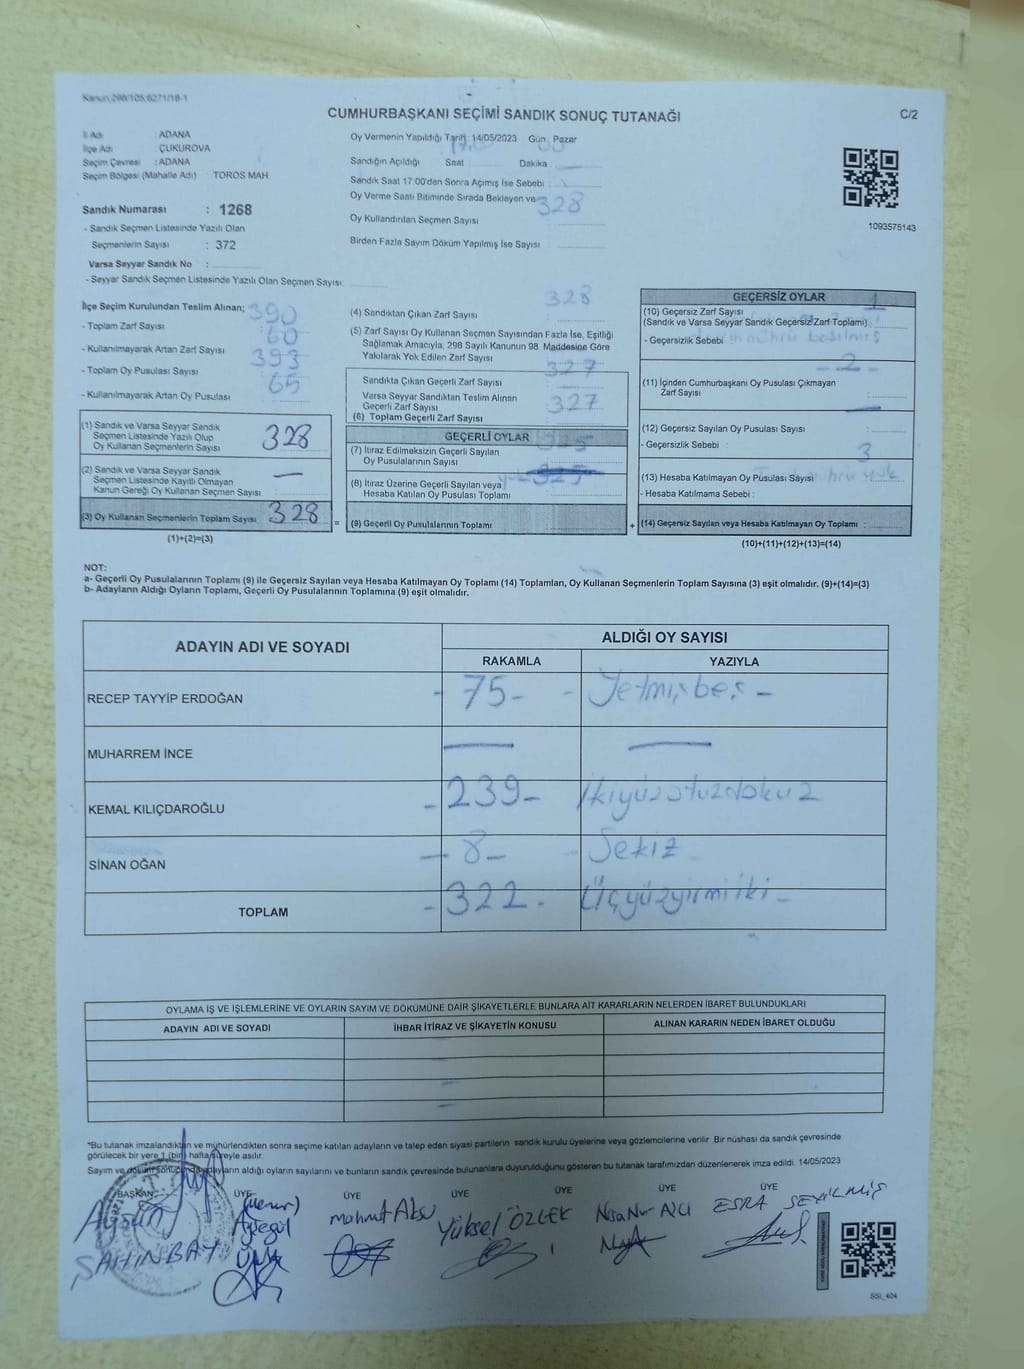 Kanun:298/105,6271/18-1
CUMHURBAŞKANI SEÇİMİ SANDIK SONUÇ TUTANAĞI
C/2
İl Adı : ADANA
İlçe Adı : ÇUKUROVA
Seçim Çevresi : ADANA
Seçim Bölgesi (Mahalle Adı) TOROS MAH
Sandık Numarası : 1268
- Sandık Seçmen Listesinde Yazılı Olan
Seçmenlerin Sayısı : 372
Varsa Seyyar Sandık No :
- Seyyar Sandık Seçmen Listesinde Yazılı Olan Seçmen Sayısı:
Oy Vermenin Yapıldığı Tarih 14/05/2023 Gün: Pazar
Sandığın Açıldığı Saat Dakika
Sandık Saat 17:00'den Sonra Açımış İse Sebebi :
Oy Verme Saati Bitiminde Sırada Bekleyen ve 328
Oy Kullandırılan Seçmen Sayısı
Birden Fazla Sayım Döküm Yapılmış İse Sayısı :
1093575143
İlçe Seçim Kurulundan Teslim Alınan; 390
- Toplam Zarf Sayısı
60
- Kullanılmayarak Artan Zarf Sayısı
393
- Toplam Oy Pusulası Sayısı
65
- Kullanılmayarak Artan Oy Pusulası
(1) Sandık ve Varsa Seyyar Sandık
Seçmen Listesinde Yazılı Olup
Oy Kullanan Seçmenlerin Sayısı 328
(2) Sandık ve Varsa Seyyar Sandık
Seçmen Listesinde Kayıtlı Olmayan
Kanun Gereği Oy Kullanan Seçmen Sayısı : —
(3) Oy Kullanan Seçmenlerin Toplam Sayısı 328
(1)+(2)=(3)
328
(4) Sandıktan Çıkan Zarf Sayısı
(5) Zarf Sayısı Oy Kullanan Seçmen Sayısından Fazla İse, Eşitliği
Sağlamak Amacıyla, 298 Sayılı Kanunun 98. Maddesine Göre
Yakılarak Yok Edilen Zarf Sayısı
327
Sandıkta Çıkan Geçerli Zarf Sayısı
Varsa Seyyar Sandıktan Teslim Alınan
Geçerli Zarf Sayısı 327
(6) Toplam Geçerli Zarf Sayısı
=
GEÇERLİ OYLAR
(7) İtiraz Edilmeksizin Geçerli Sayılan
Oy Pusulalarının Sayısı
(8) İtiraz Üzerine Geçerli Sayılan veya yok
Hesaba Katılan Oy Pusulası Toplamı
(9) Geçerli Oy Pusulalarının Toplamı
+
GEÇERSİZ OYLAR
1
(10) Geçersiz Zarf Sayısı
(Sandık ve Varsa Seyyar Sandık Geçersiz Zarf Toplamı) :
- Geçersizlik Sebebi
- 2 -
(11) İçinden Cumhurbaşkanı Oy Pusulası Çıkmayan
Zarf Sayısı :
—
(12) Geçersiz Sayılan Oy Pusulası Sayısı :
- Geçersizlik Sebebi :
3
(13) Hesaba Katılmayan Oy Pusulası Sayısı
- Hesaba Katılmama Sebebi :
(14) Geçersiz Sayılan veya Hesaba Katılmayan Oy Toplamı :
(10)+(11)+(12)+(13)=(14)
NOT:
a- Geçerli Oy Pusulalarının Toplamı (9) ile Geçersiz Sayılan veya Hesaba Katılmayan Oy Toplamı (14) Toplamları, Oy Kullanan Seçmenlerin Toplam Sayısına (3) eşit olmalıdır. (9)+(14)=(3)
b- Adayların Aldığı Oyların Toplamı, Geçerli Oy Pusulalarının Toplamına (9) eşit olmalıdır.
ADAYIN ADI VE SOYADI
ALDIĞI OY SAYISI
RAKAMLA YAZIYLA
RECEP TAYYİP ERDOĞAN - 75 - - Yetmişbeş -
MUHARREM İNCE — —
KEMAL KILIÇDAROĞLU - 239 - İkiyüzotuzdokuz
SİNAN OĞAN - 8 - - Sekiz
TOPLAM - 322 - Üçyüzyirmiiki -
OYLAMA İŞ VE İŞLEMLERİNE VE OYLARIN SAYIM VE DÖKÜMÜNE DAİR ŞİKAYETLERLE BUNLARA AİT KARARLARIN NELERDEN İBARET BULUNDUKLARI
ADAYIN ADI VE SOYADI İHBAR İTİRAZ VE ŞİKAYETİN KONUSU ALINAN KARARIN NEDEN İBARET OLDUĞU
*Bu tutanak imzalandıktan ve mühürlendikten sonra seçime katılan adayların ve talep eden siyasi partilerin sandık kurulu üyelerine veya gözlemcilerine verilir .Bir nüshası da sandık çevresinde
görülecek bir yere 1 (bir) hafta süreyle asılır.
Sayım ve döküm sonucunda adayların aldığı oyların sayılarını ve bunların sandık çevresinde bulunanlara duyurulduğunu gösteren bu tutanak tarafımızdan düzenlenerek imza edildi. 14/05/2023
BAŞKAN ÜYE ÜYE ÜYE ÜYE ÜYE ÜYE
(Memur)
Aysun Ayşegül Mahmut Aksu Yüksel ÖZLEK Nisa Nur AVCI ESRA SEVİLMİŞ
ŞAHİNBAY ÜNAL
SSI_404